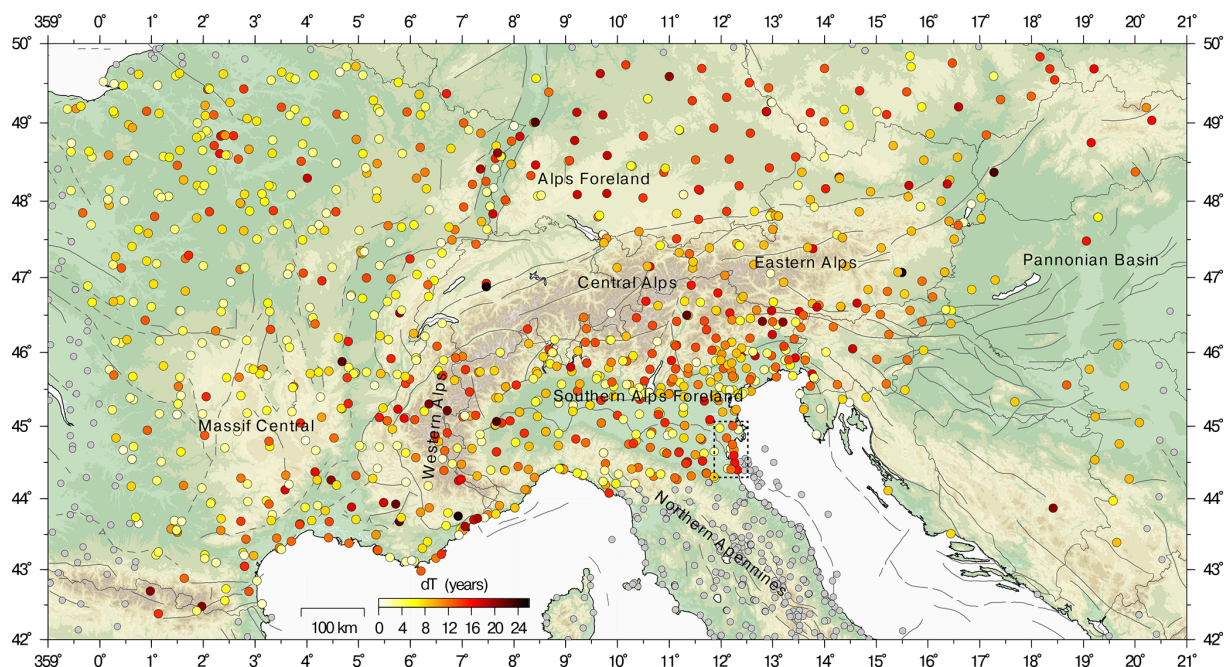 359° 0° 1° 2° 3° 4° 5° 6° 7° 8° 9° 10° 11° 12° 13° 14° 15° 16° 17° 18° 19° 20° 21°
50° 50°
49° 49°
Alps Foreland
48° 48°
Eastern Alps
Pannonian Basin
47° 47°
Central Alps
46° 46°
Western Alps
Southern Alps Foreland
Massif Central
45° 45°
44° 44°
Northern Apennines
43° 43°
dT (years)
100 km
0 4 8 12 16 20 24
42° 42°
359° 0° 1° 2° 3° 4° 5° 6° 7° 8° 9° 10° 11° 12° 13° 14° 15° 16° 17° 18° 19° 20° 21°